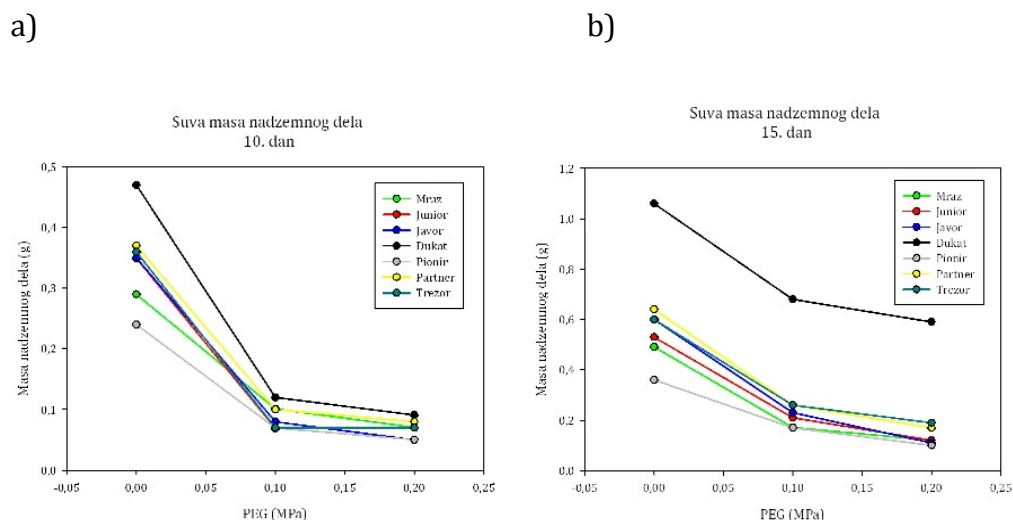 a)
b)
Suva masa nadzemnog dela
10. dan
Masa nadzemnog dela (g)
0,5
0,4
0,3
0,2
0,1
0,0
-0,05 0,00 0,05 0,10 0,15 0,20 0,25
PEG (MPa)
Mraz
Junior
Javor
Dukat
Pionir
Partner
Trezor
Suva masa nadzemnog dela
15. dan
Masa nadzemnog dela (g)
1,2
1,0
0,8
0,6
0,4
0,2
0,0
-0,05 0,00 0,05 0,10 0,15 0,20 0,25
PEG (MPa)
Mraz
Junior
Javor
Dukat
Pionir
Partner
Trezor